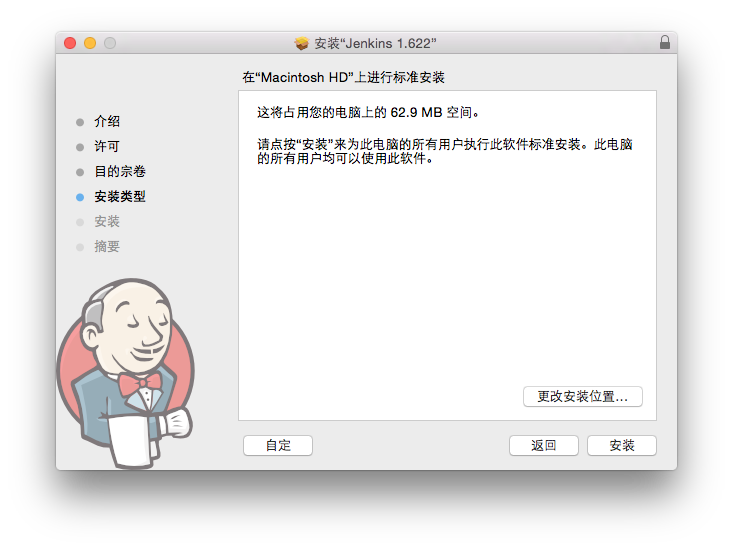 安装“Jenkins 1.622”
在“Macintosh HD”上进行标准安装
介绍
许可
目的宗卷
安装类型
安装
摘要
这将占用您的电脑上的 62.9 MB 空间。
请点按“安装”来为此电脑的所有用户执行此软件标准安装。此电脑
的所有用户均可以使用此软件。
更改安装位置...
自定
返回
安装